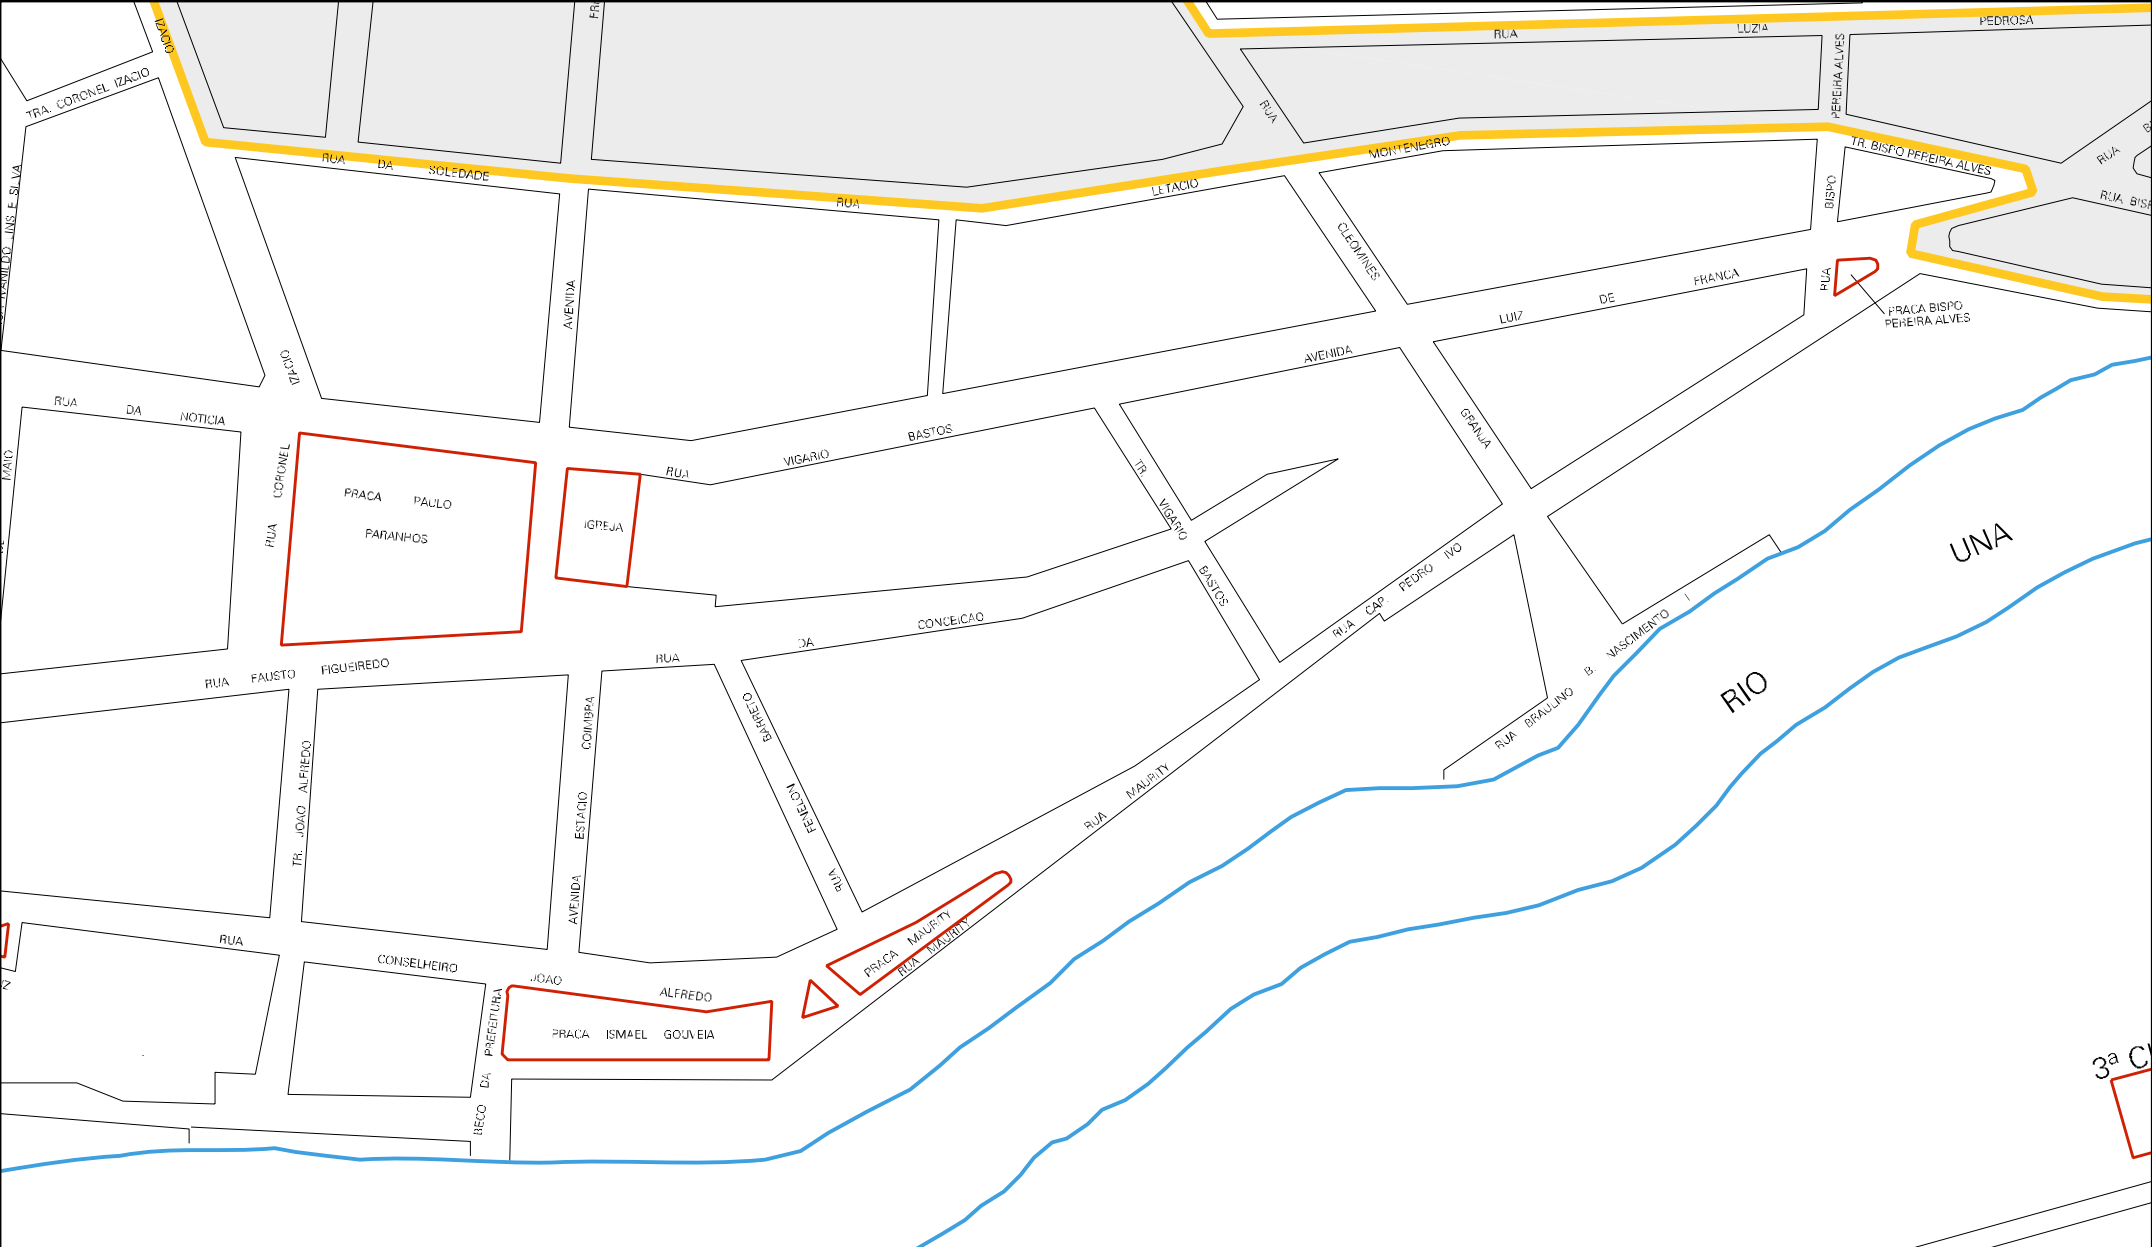 IZACIO
TRA. CORONEL IZACIO
RUA LUZIA PEDROSA
PEREIRA ALVES
RUA
RUA DA SOLEDADE
RUA LETACIO MONTENEGRO
TR. BISPO PEREIRA ALVES
BISPO
RUA
RUA
PRACA BISPO
PEREIRA ALVES
CLEOMINES
GRANJA
AVENIDA LUIZ DE FRANCA
AVENIDA
IZACIO
RUA DA NOTICIA
MAIO
RUA CORONEL
PRACA PAULO
PARANHOS
IGREJA
RUA VIGARIO BASTOS
TR. VIGARIO BASTOS
RUA CAP. PEDRO IVO
RUA BRAULINO B. NASCIMENTO I
RIO UNA
RUA DA CONCEICAO
RUA FAUSTO FIGUEIREDO
TR. JOAO ALFREDO
AVENIDA ESTACIO COIMBRA
RUA FENELON BARRETO
RUA MAURITY
PRACA MAURITY
RUA MAURITY
RUA CONSELHEIRO JOAO ALFREDO
PRACA ISMAEL GOUVEIA
BECO DA PREFEITURA
3ª